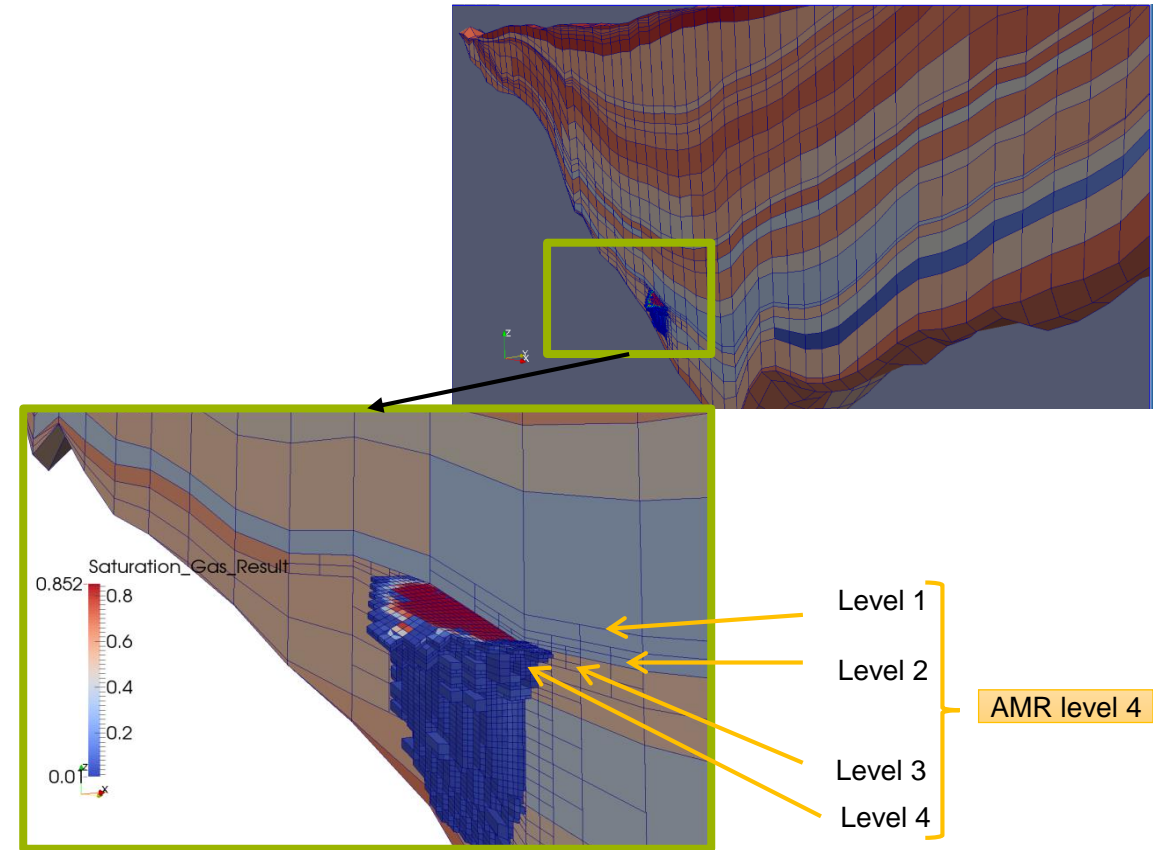 Z
Y
X
Saturation_Gas_Result
0.852
0.8
0.6
0.4
0.2
0.01
Z
X
Level 1
Level 2
AMR level 4
Level 3
Level 4